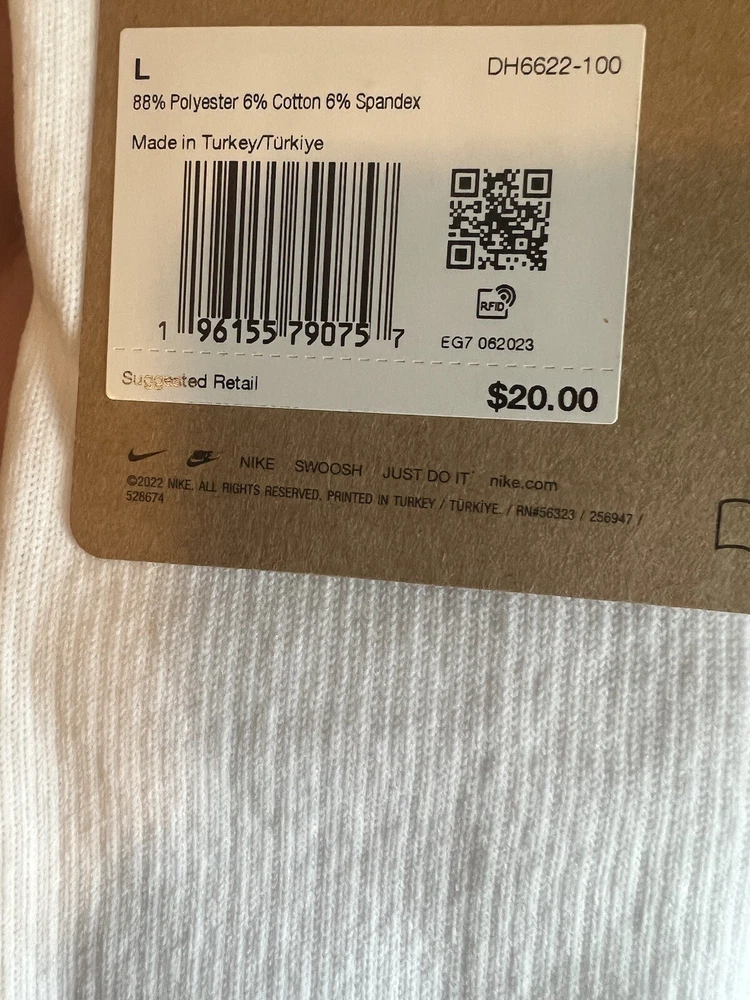 L
DH6622-100
88% Polyester 6% Cotton 6% Spandex
Made in Turkey/Türkiye
1 96155 79075 7
RFID
EG7 062023
Suggested Retail
$20.00
NIKE SWOOSH JUST DO IT nike.com
©2022 NIKE. ALL RIGHTS RESERVED. PRINTED IN TURKEY / TÜRKİYE. / RN#56323 / 256947 /
528674